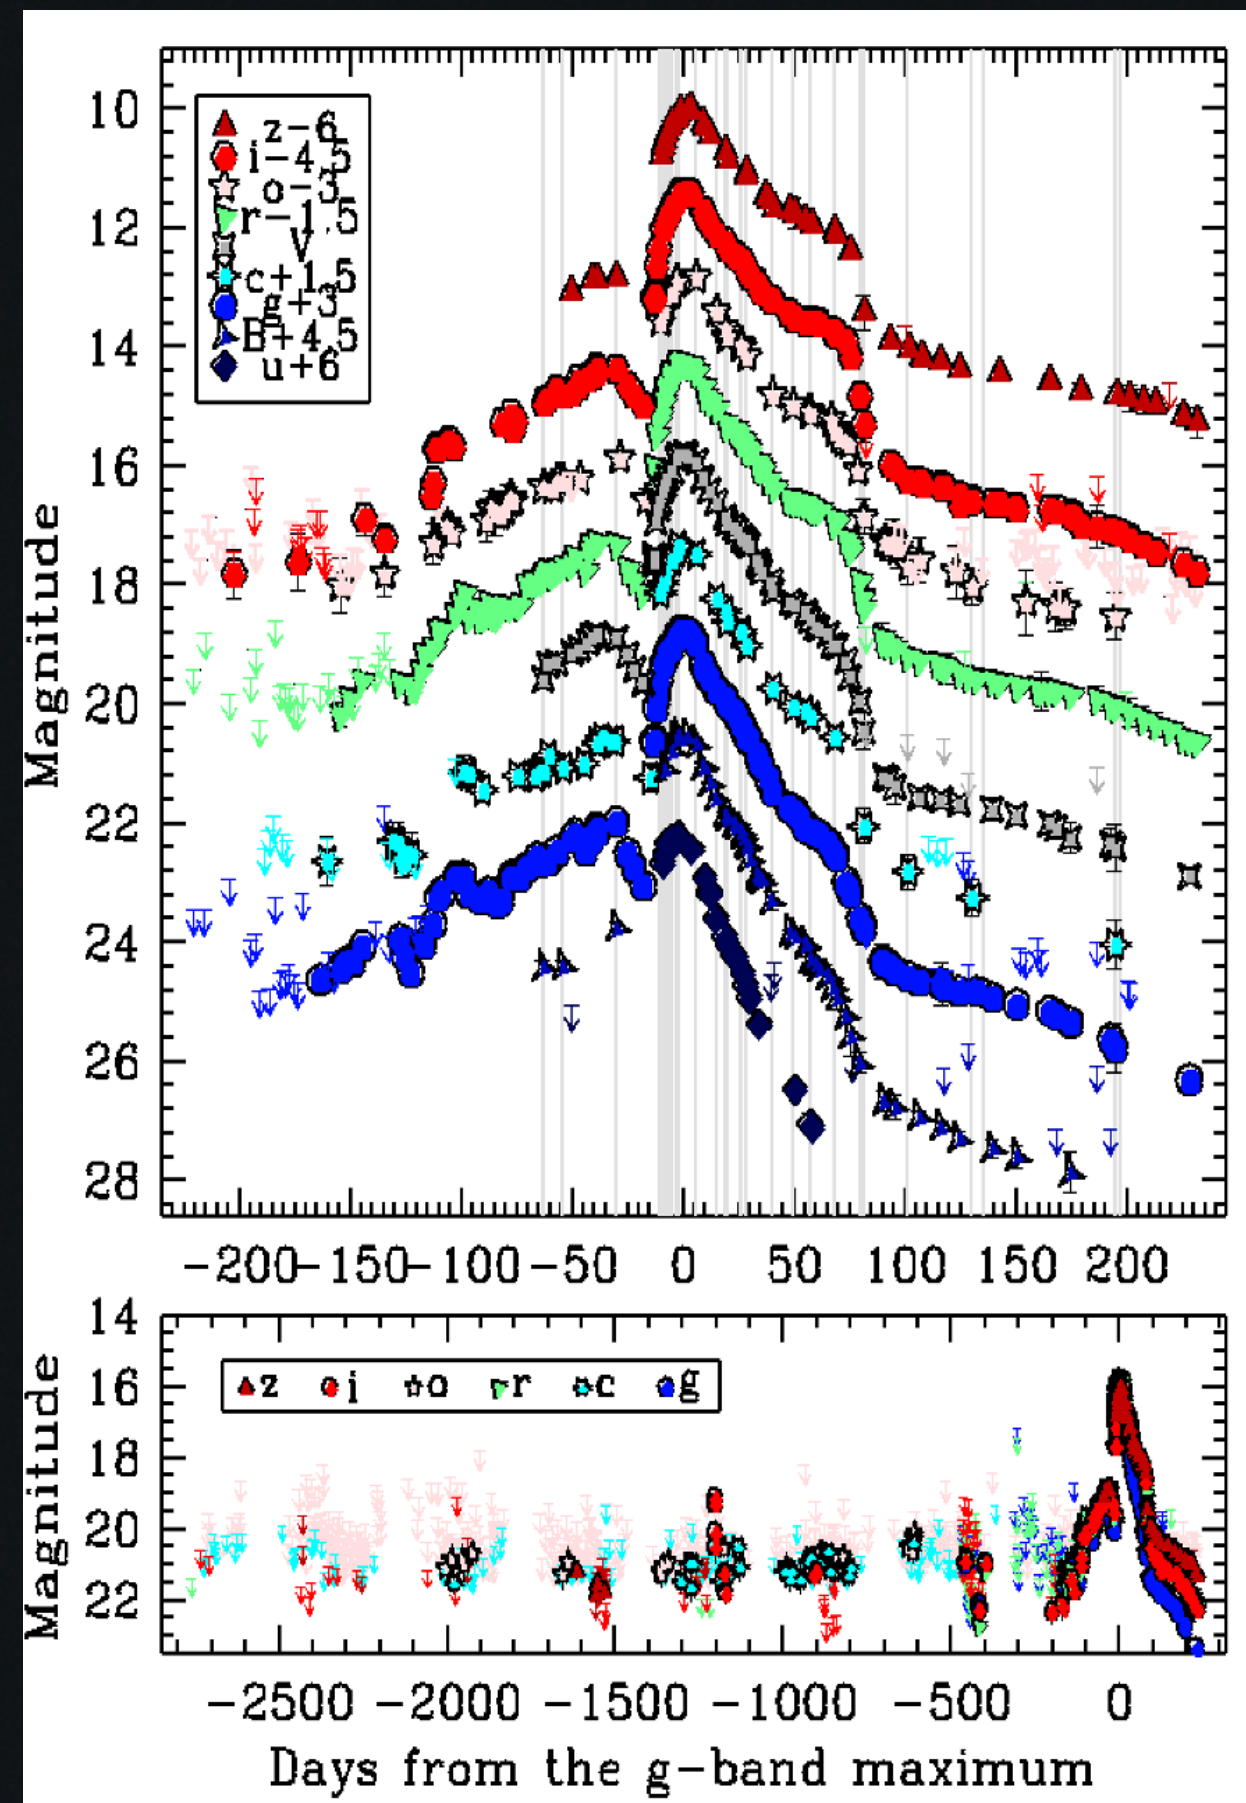 10
12
14
16
18
20
22
24
26
28
Magnitude
z−6
i−4.5
o−3
r−1.5
V
c+1.5
g+3
B+4.5
u+6
−200 −150 −100 −50 0 50 100 150 200
14
16
18
20
22
Magnitude
z i o r c g
−2500 −2000 −1500 −1000 −500 0
Days from the g−band maximum